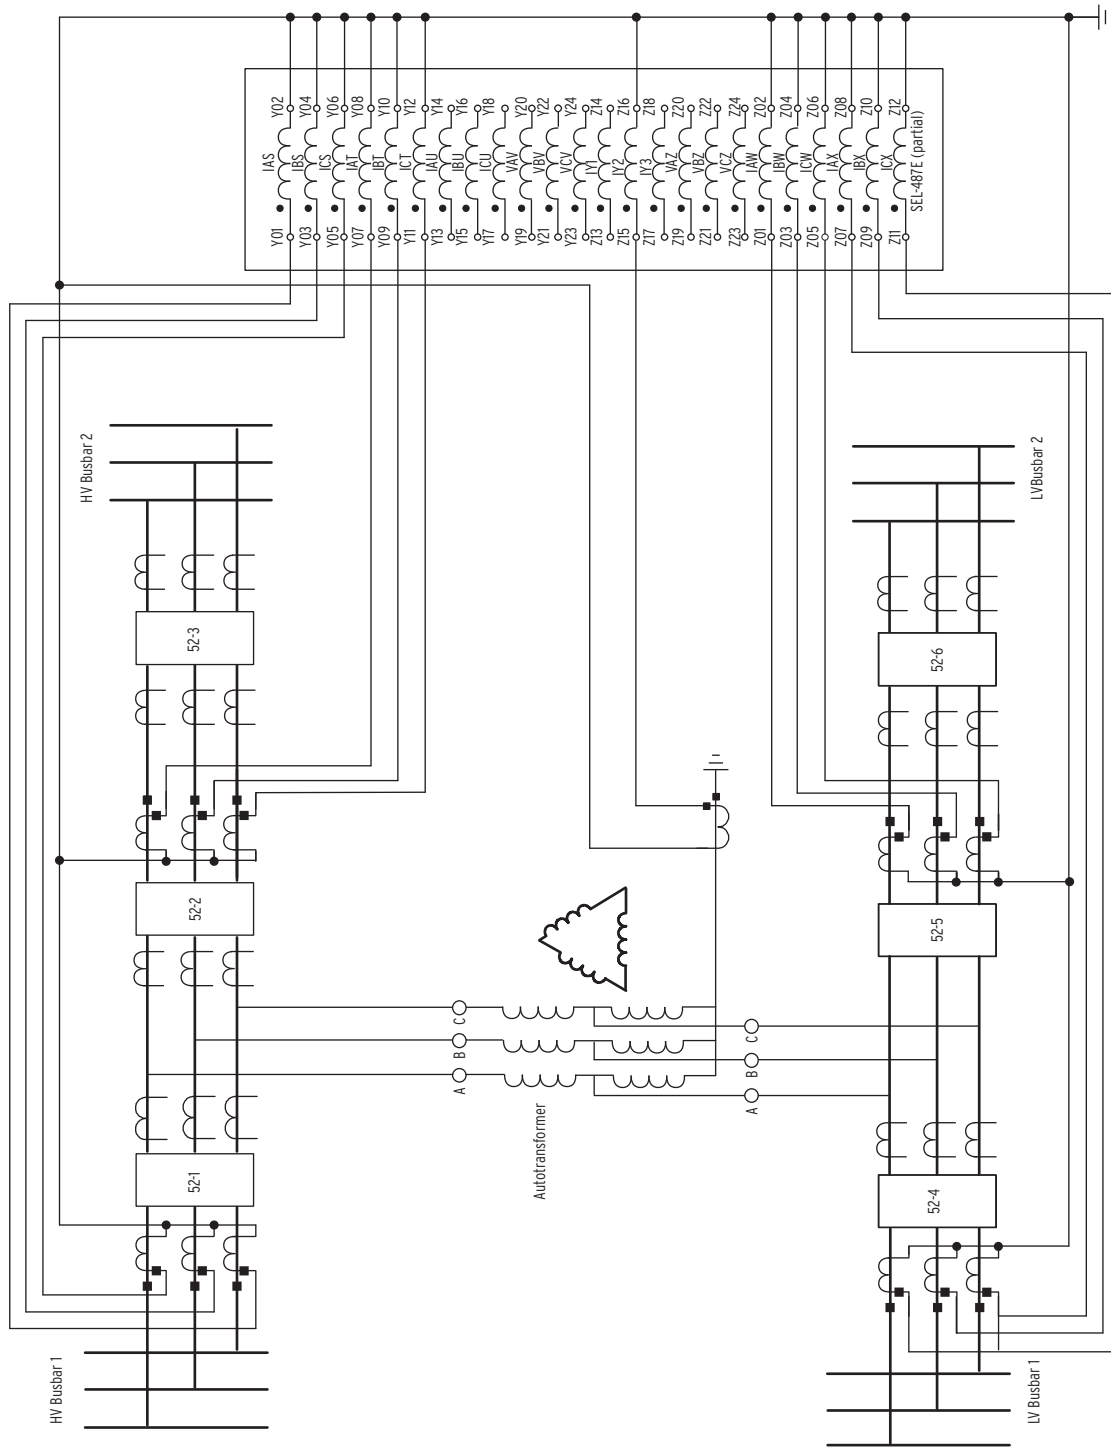 HV Busbar 1
HV Busbar 2
52-1
52-2
52-3
Y01 IAS Y02
Y03 IBS Y04
Y05 ICS Y06
Y07 IAT Y08
Y09 IBT Y10
Y11 ICT Y12
Y13 IAU Y14
Y15 IBU Y16
Y17 ICU Y18
Y19 VAV Y20
Y21 VBV Y22
Y23 VCV Y24
Z13 IY1 Z14
Z15 IY2 Z16
Z17 IY3 Z18
Z19 VAZ Z20
Z21 VBZ Z22
Z23 VCZ Z24
Z01 IAW Z02
Z03 IBW Z04
Z05 ICW Z06
Z07 IAX Z08
Z09 IBX Z10
Z11 ICX Z12
SEL-487E (partial)
A
B
C
Autotransformer
A
B
C
52-4
52-5
52-6
LV Busbar 1
LVBusbar 2